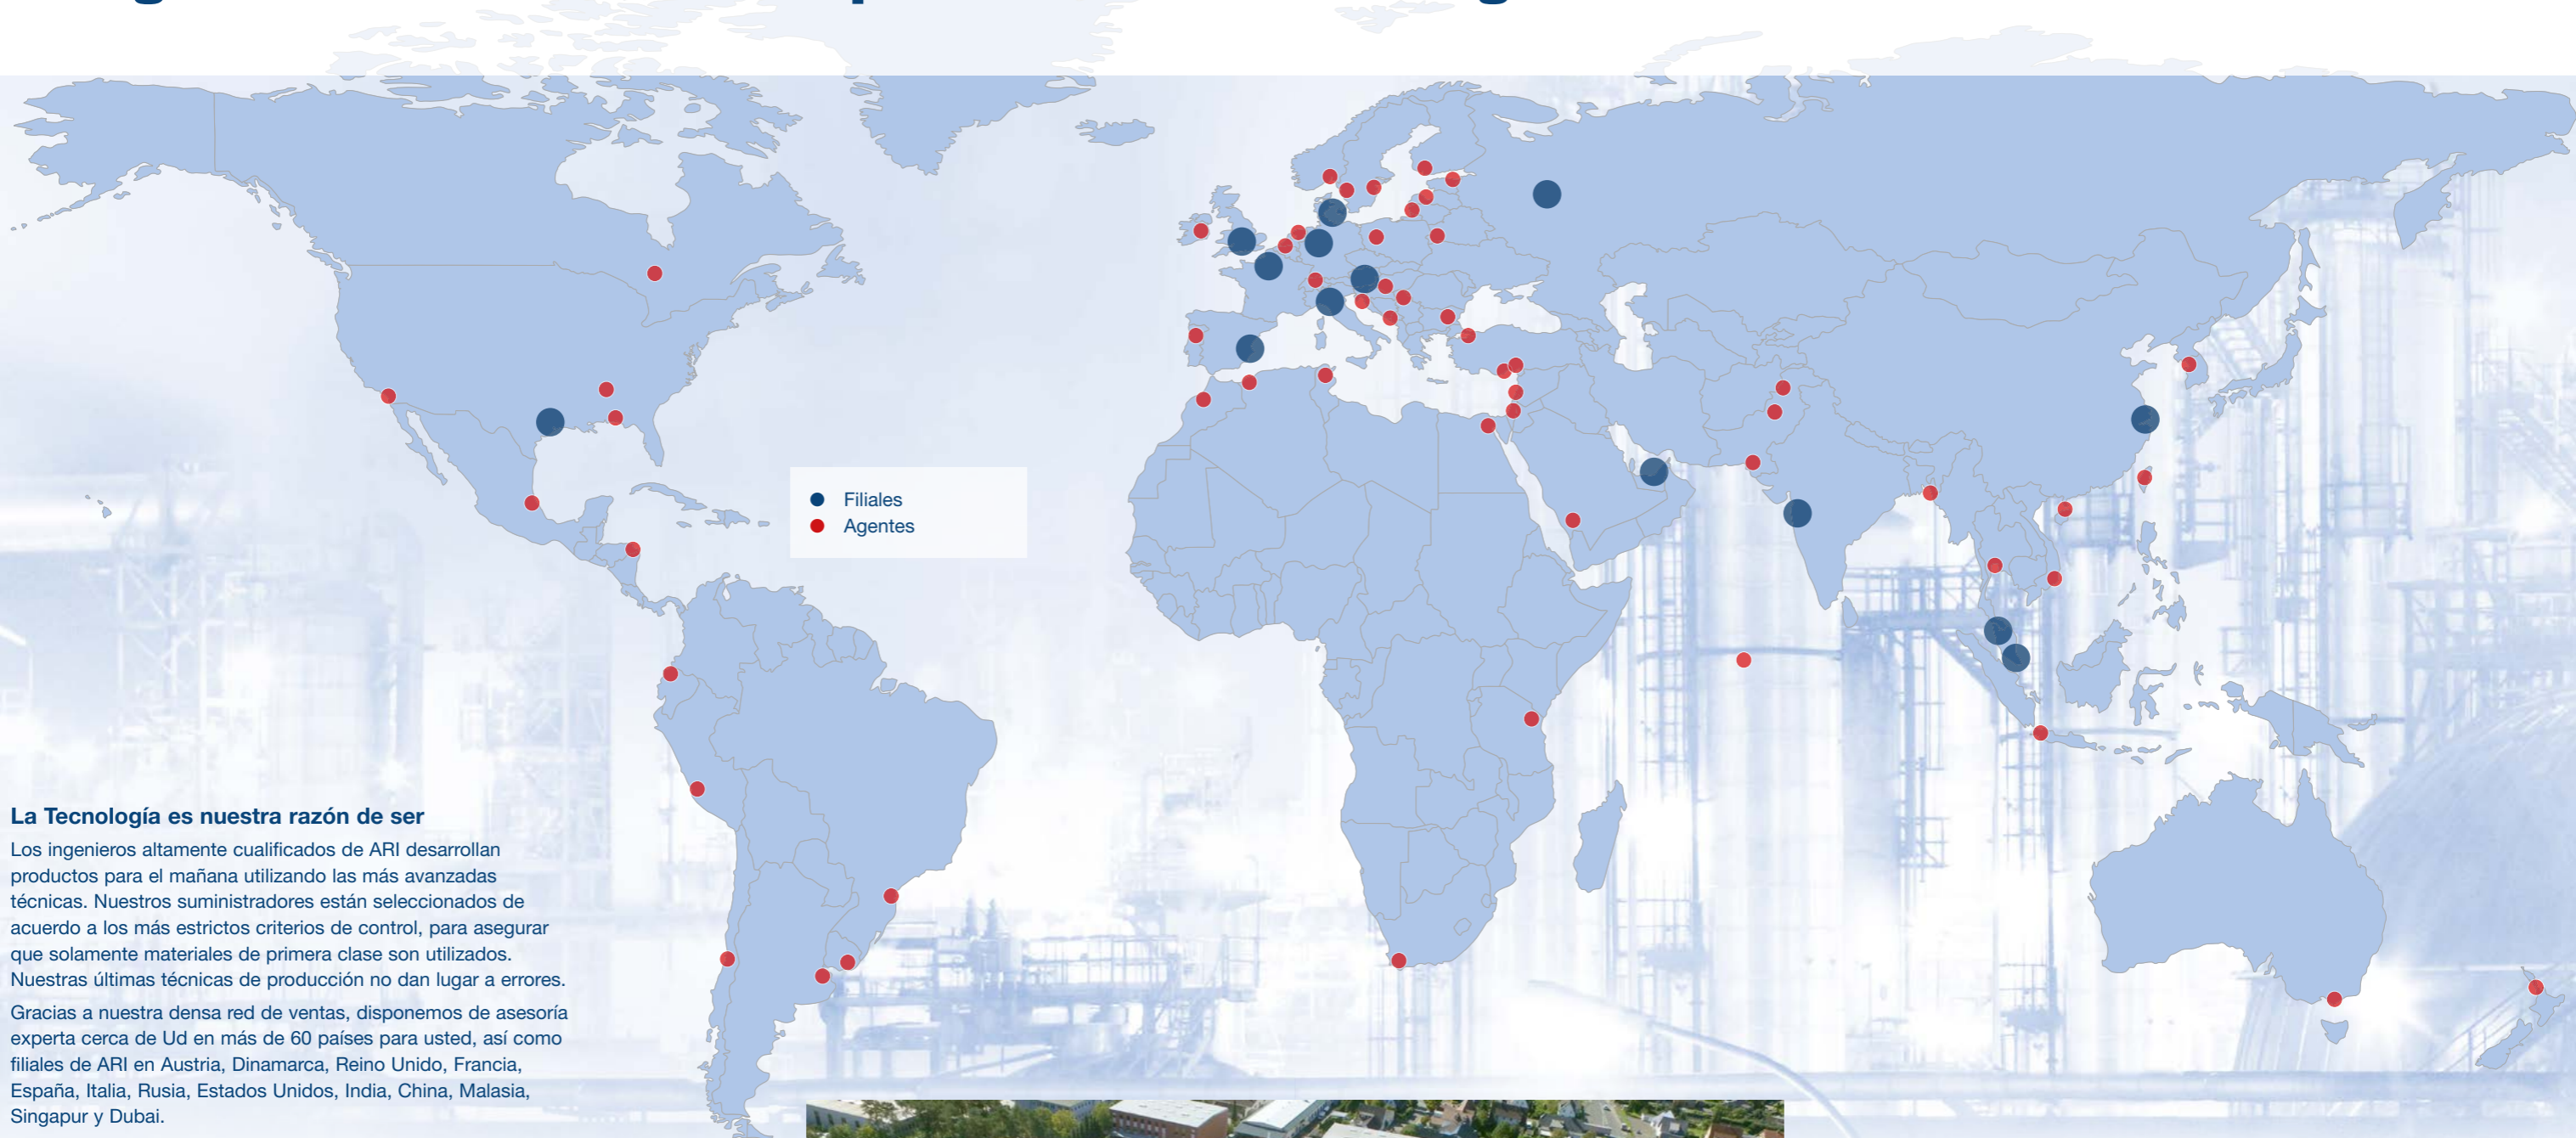 Filiales
Agentes
La Tecnología es nuestra razón de ser
Los ingenieros altamente cualificados de ARI desarrollan
productos para el mañana utilizando las más avanzadas
técnicas. Nuestros suministradores están seleccionados de
acuerdo a los más estrictos criterios de control, para asegurar
que solamente materiales de primera clase son utilizados.
Nuestras últimas técnicas de producción no dan lugar a errores.
Gracias a nuestra densa red de ventas, disponemos de asesoría
experta cerca de Ud en más de 60 países para usted, así como
filiales de ARI en Austria, Dinamarca, Reino Unido, Francia,
España, Italia, Rusia, Estados Unidos, India, China, Malasia,
Singapur y Dubai.